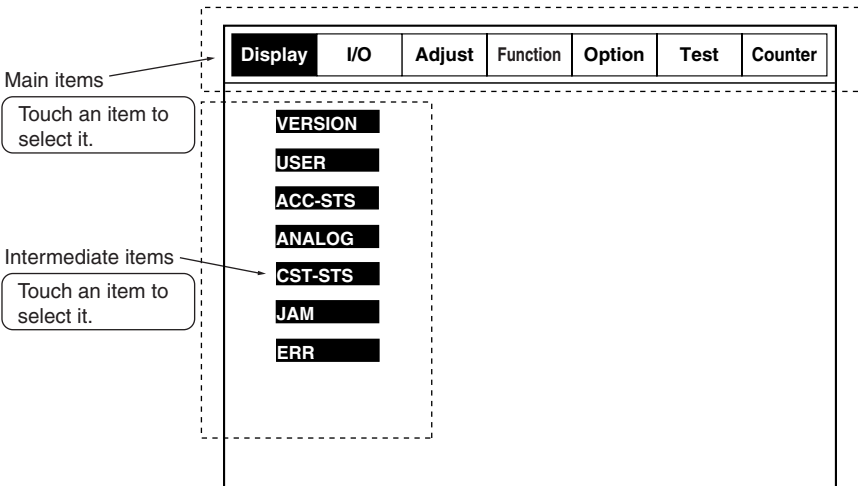 Display I/O Adjust Function Option Test Counter
Main items
Touch an item to
select it.
VERSION
USER
ACC-STS
ANALOG
Intermediate items
CST-STS
Touch an item to
select it.
JAM
ERR